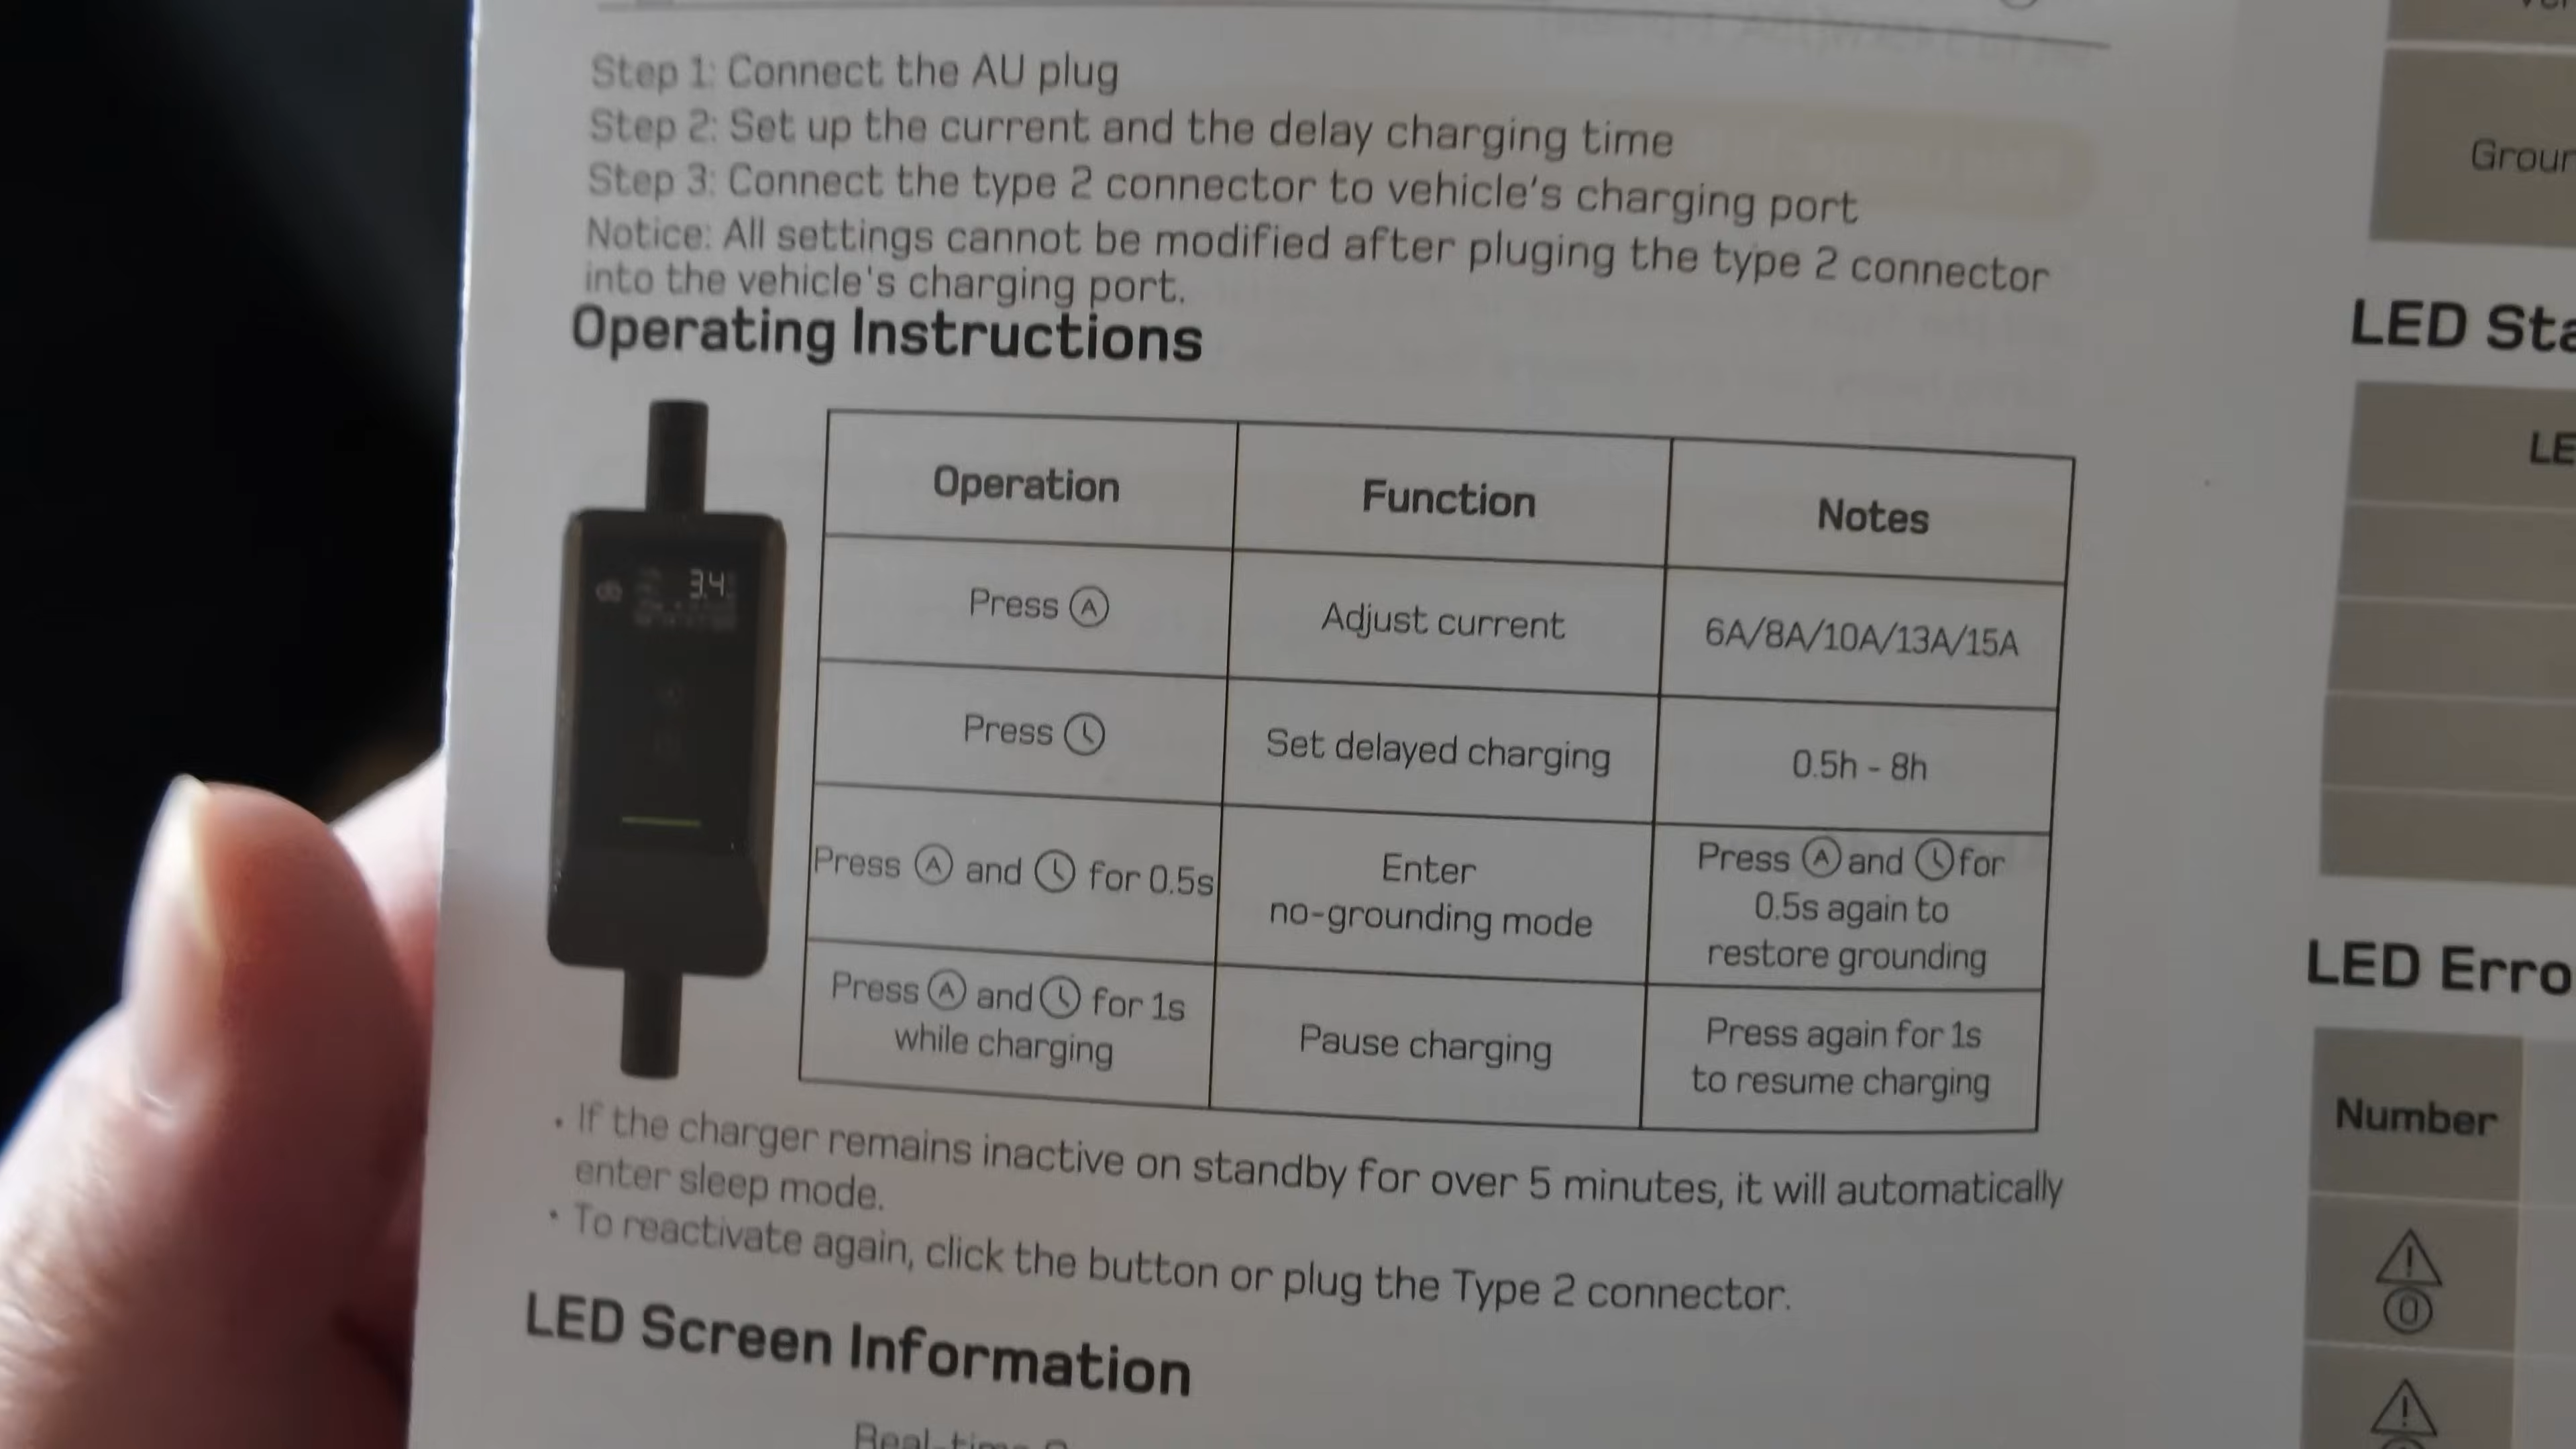 Step 1: Connect the AU plug
Step 2: Set up the current and the delay charging time
Step 3: Connect the type 2 connector to vehicle's charging port
Notice: All settings cannot be modified after pluging the type 2 connector
into the vehicle's charging port.
Operating Instructions
3.4
Operation Function Notes
Press Ⓐ Adjust current 6A/8A/10A/13A/15A
Press Set delayed charging 0.5h - 8h
Press Ⓐ and for 0.5s
Enter
no-grounding mode
Press Ⓐ and for
0.5s again to
restore grounding
Press Ⓐ and for 1s
while charging
Pause charging
Press again for 1s
to resume charging
• If the charger remains inactive on standby for over 5 minutes, it will automatically
enter sleep mode.
• To reactivate again, click the button or plug the Type 2 connector.
LED Screen Information
LED
Number
0